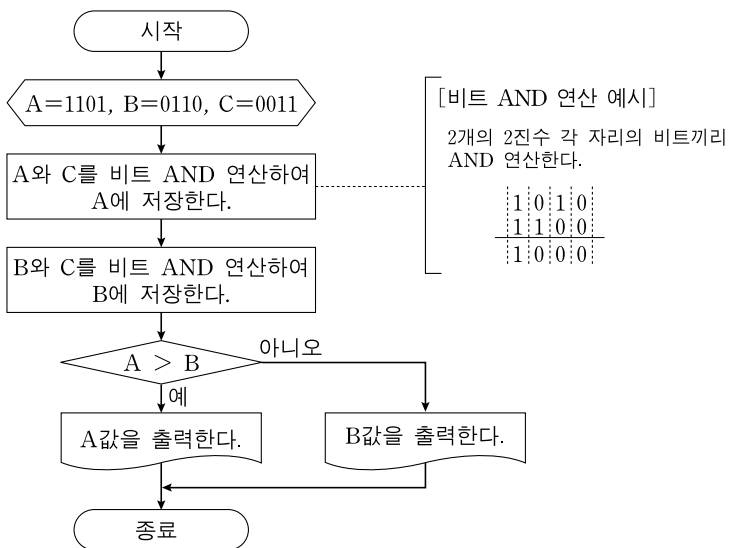 시작
A=1101, B=0110, C=0011
A와 C를 비트 AND 연산하여
A에 저장한다.
[비트 AND 연산 예시]
2개의 2진수 각 자리의 비트끼리
AND 연산한다.
1 0 1 0
1 1 0 0
1 0 0 0
B와 C를 비트 AND 연산하여
B에 저장한다.
A > B
아니오
예
A값을 출력한다.
B값을 출력한다.
종료